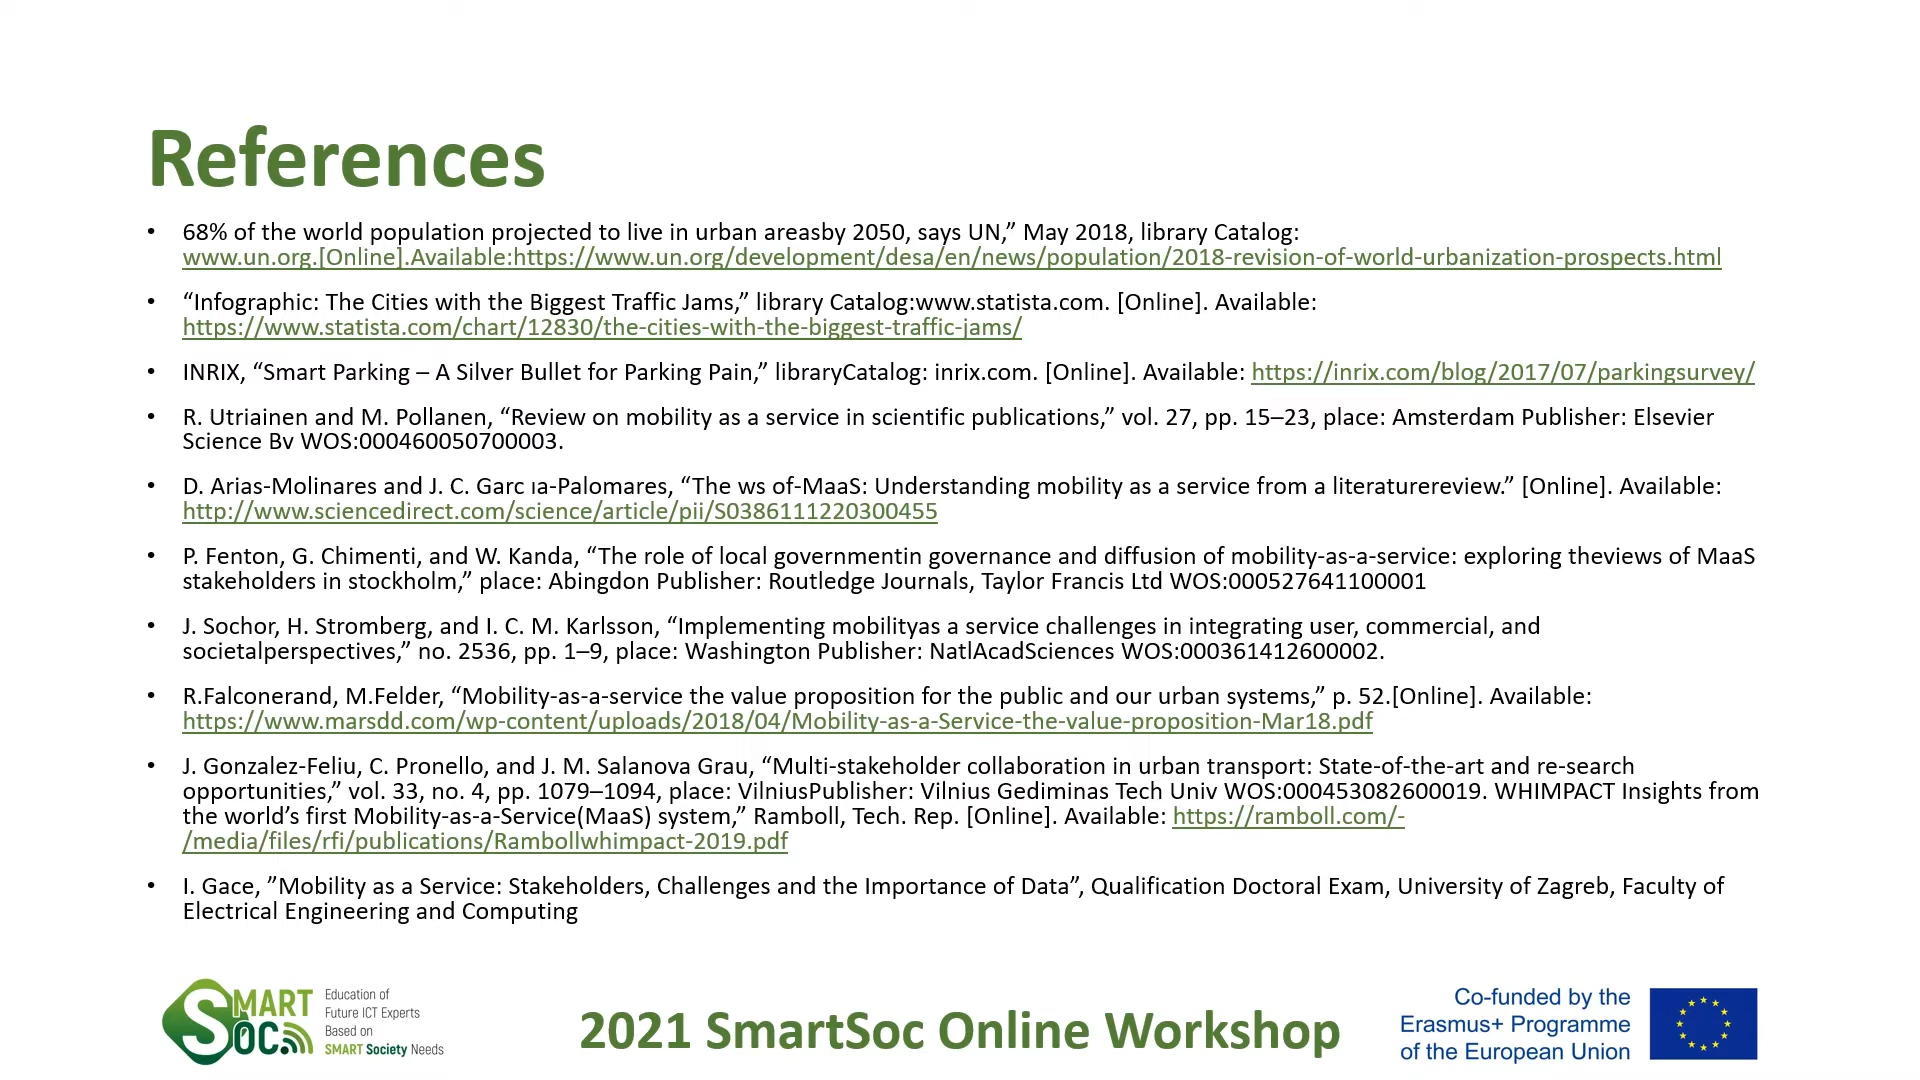 References
• 68% of the world population projected to live in urban areasby 2050, says UN,” May 2018, library Catalog:
www.un.org.[Online].Available:https://www.un.org/development/desa/en/news/population/2018-revision-of-world-urbanization-prospects.html
• “Infographic: The Cities with the Biggest Traffic Jams,” library Catalog:www.statista.com. [Online]. Available:
https://www.statista.com/chart/12830/the-cities-with-the-biggest-traffic-jams/
• INRIX, “Smart Parking – A Silver Bullet for Parking Pain,” libraryCatalog: inrix.com. [Online]. Available: https://inrix.com/blog/2017/07/parkingsurvey/
• R. Utriainen and M. Pollanen, “Review on mobility as a service in scientific publications,” vol. 27, pp. 15–23, place: Amsterdam Publisher: Elsevier
Science Bv WOS:000460050700003.
• D. Arias-Molinares and J. C. Garc ıa-Palomares, “The ws of-MaaS: Understanding mobility as a service from a literaturereview.” [Online]. Available:
http://www.sciencedirect.com/science/article/pii/S0386111220300455
• P. Fenton, G. Chimenti, and W. Kanda, “The role of local governmentin governance and diffusion of mobility-as-a-service: exploring theviews of MaaS
stakeholders in stockholm,” place: Abingdon Publisher: Routledge Journals, Taylor Francis Ltd WOS:000527641100001
• J. Sochor, H. Stromberg, and I. C. M. Karlsson, “Implementing mobilityas a service challenges in integrating user, commercial, and
societalperspectives,” no. 2536, pp. 1–9, place: Washington Publisher: NatlAcadSciences WOS:000361412600002.
• R.Falconerand, M.Felder, “Mobility-as-a-service the value proposition for the public and our urban systems,” p. 52.[Online]. Available:
https://www.marsdd.com/wp-content/uploads/2018/04/Mobility-as-a-Service-the-value-proposition-Mar18.pdf
• J. Gonzalez-Feliu, C. Pronello, and J. M. Salanova Grau, “Multi-stakeholder collaboration in urban transport: State-of-the-art and re-search
opportunities,” vol. 33, no. 4, pp. 1079–1094, place: VilniusPublisher: Vilnius Gediminas Tech Univ WOS:000453082600019. WHIMPACT Insights from
the world’s first Mobility-as-a-Service(MaaS) system,” Ramboll, Tech. Rep. [Online]. Available: https://ramboll.com/-
/media/files/rfi/publications/Rambollwhimpact-2019.pdf
• I. Gace, ”Mobility as a Service: Stakeholders, Challenges and the Importance of Data”, Qualification Doctoral Exam, University of Zagreb, Faculty of
Electrical Engineering and Computing
SMART
SOC
Education of
Future ICT Experts
Based on
SMART Society Needs
2021 SmartSoc Online Workshop
Co-funded by the
Erasmus+ Programme
of the European Union